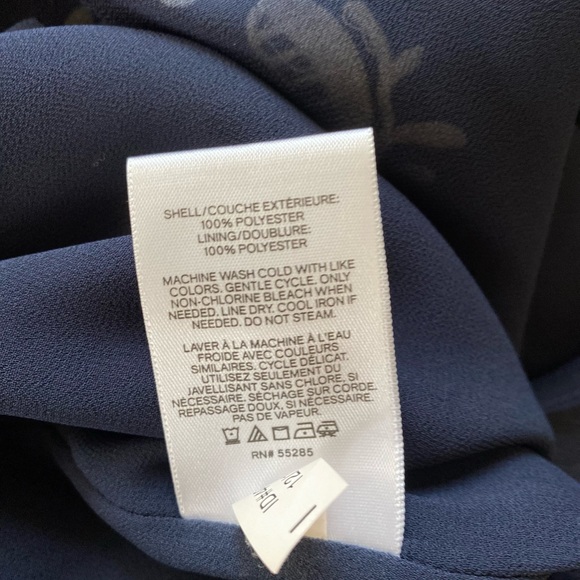 SHELL/COUCHE EXTÉRIEURE:
100% POLYESTER
LINING/DOUBLURE:
100% POLYESTER
MACHINE WASH COLD WITH LIKE
COLORS. GENTLE CYCLE. ONLY
NON-CHLORINE BLEACH WHEN
NEEDED. LINE DRY. COOL IRON IF
NEEDED. DO NOT STEAM.
LAVER À LA MACHINE À L'EAU
FROIDE AVEC COULEURS
SIMILAIRES. CYCLE DÉLICAT.
UTILISEZ SEULEMENT DU
JAVELLISANT SANS CHLORE, SI
NÉCESSAIRE. SÉCHAGE SUR CORDE.
REPASSAGE DOUX, SI NÉCESSAIRE.
PAS DE VAPEUR.
RN# 55285